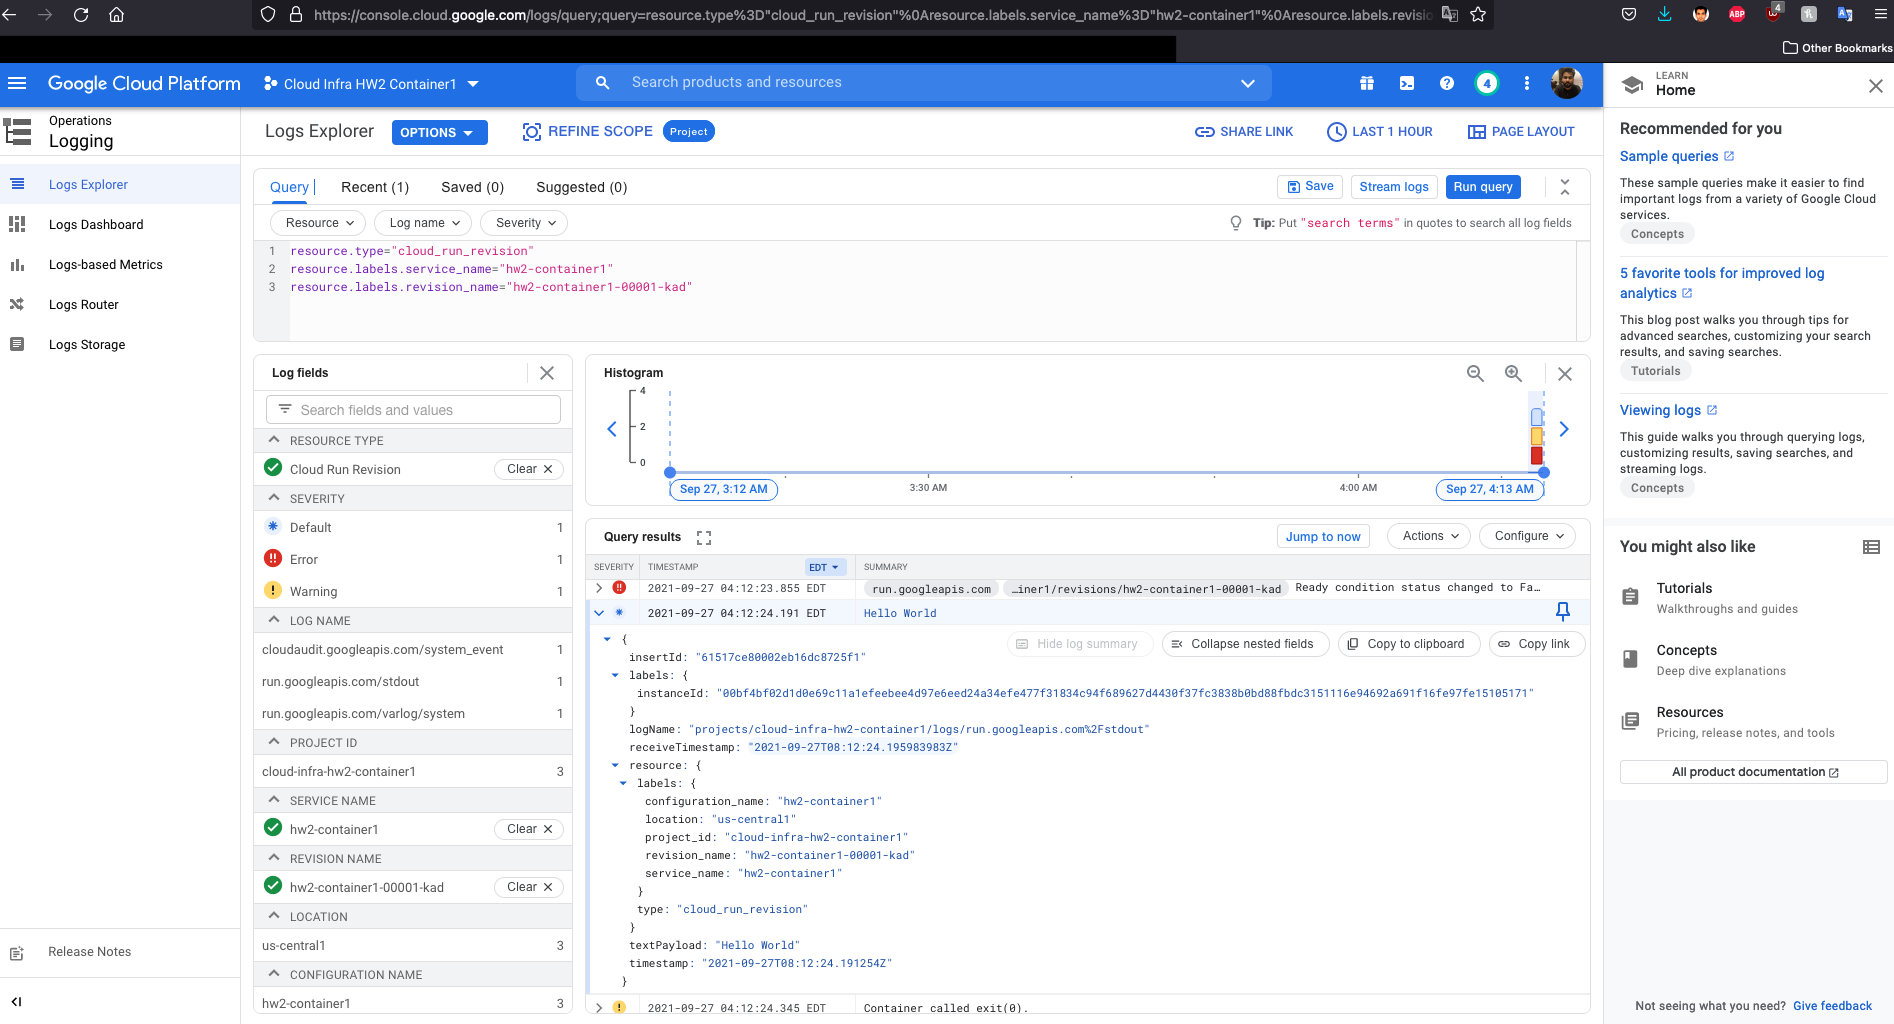 https://console.cloud.google.com/logs/query;query=resource.type%3D"cloud_run_revision"%0Aresource.labels.service_name%3D"hw2-container1"%0Aresource.labels.revisio
ABP
4
Other Bookmarks
Google Cloud Platform
Cloud Infra HW2 Container1
Search products and resources
4
LEARN
Home
Operations
Logging
Logs Explorer
OPTIONS
REFINE SCOPE
Project
SHARE LINK
LAST 1 HOUR
PAGE LAYOUT
Logs Explorer
Logs Dashboard
Logs-based Metrics
Logs Router
Logs Storage
Release Notes
Query
Recent (1)
Saved (0)
Suggested (0)
Save
Stream logs
Run query
Resource
Log name
Severity
Tip: Put "search terms" in quotes to search all log fields
1 resource.type="cloud_run_revision"
2 resource.labels.service_name="hw2-container1"
3 resource.labels.revision_name="hw2-container1-00001-kad"
Log fields
Search fields and values
RESOURCE TYPE
Cloud Run Revision Clear
SEVERITY
Default 1
Error 1
Warning 1
LOG NAME
cloudaudit.googleapis.com/system_event 1
run.googleapis.com/stdout 1
run.googleapis.com/varlog/system 1
PROJECT ID
cloud-infra-hw2-container1 3
SERVICE NAME
hw2-container1 Clear
REVISION NAME
hw2-container1-00001-kad Clear
LOCATION
us-central1 3
CONFIGURATION NAME
hw2-container1 3
Histogram
4
2
0
Sep 27, 3:12 AM
3:30 AM
4:00 AM
Sep 27, 4:13 AM
Query results
Jump to now
Actions
Configure
SEVERITY TIMESTAMP EDT SUMMARY
2021-09-27 04:12:23.855 EDT run.googleapis.com …iner1/revisions/hw2-container1-00001-kad Ready condition status changed to Fa…
2021-09-27 04:12:24.191 EDT Hello World
Hide log summary
Collapse nested fields
Copy to clipboard
Copy link
{
insertId: "61517ce80002eb16dc8725f1"
labels: {
instanceId: "00bf4bf02d1d0e69c11a1efeebee4d97e6eed24a34efe477f31834c94f689627d4430f37fc3838b0bd88fbdc3151116e94692a691f16fe97fe15105171"
}
logName: "projects/cloud-infra-hw2-container1/logs/run.googleapis.com%2Fstdout"
receiveTimestamp: "2021-09-27T08:12:24.195983983Z"
resource: {
labels: {
configuration_name: "hw2-container1"
location: "us-central1"
project_id: "cloud-infra-hw2-container1"
revision_name: "hw2-container1-00001-kad"
service_name: "hw2-container1"
}
type: "cloud_run_revision"
}
textPayload: "Hello World"
timestamp: "2021-09-27T08:12:24.191254Z"
}
2021-09-27 04:12:24.345 EDT Container called exit(0).
Recommended for you
Sample queries
These sample queries make it easier to find
important logs from a variety of Google Cloud
services.
Concepts
5 favorite tools for improved log
analytics
This blog post walks you through tips for
advanced searches, customizing your search
results, and saving searches.
Tutorials
Viewing logs
This guide walks you through querying logs,
customizing results, saving searches, and
streaming logs.
Concepts
You might also like
Tutorials
Walkthroughs and guides
Concepts
Deep dive explanations
Resources
Pricing, release notes, and tools
All product documentation
Not seeing what you need? Give feedback